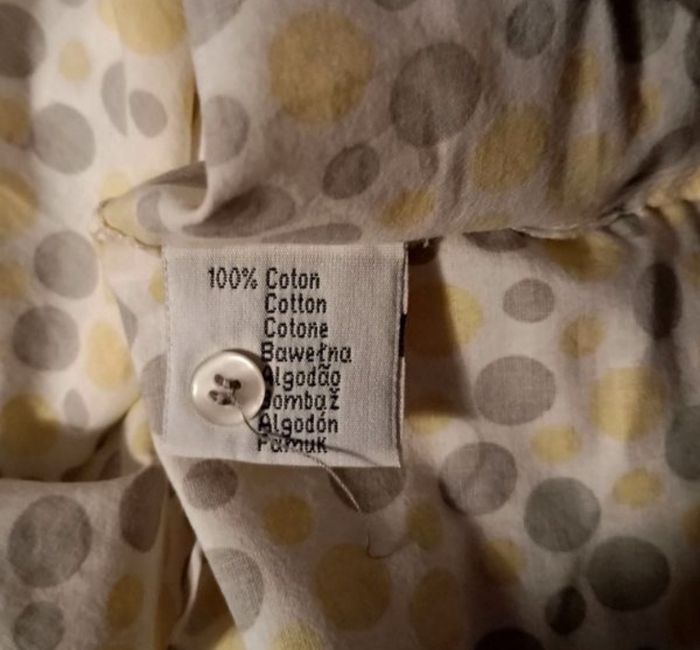 100% Coton
Cotton
Cotone
Bawełna
Algodão
Bombaž
Algodón
Pamuk